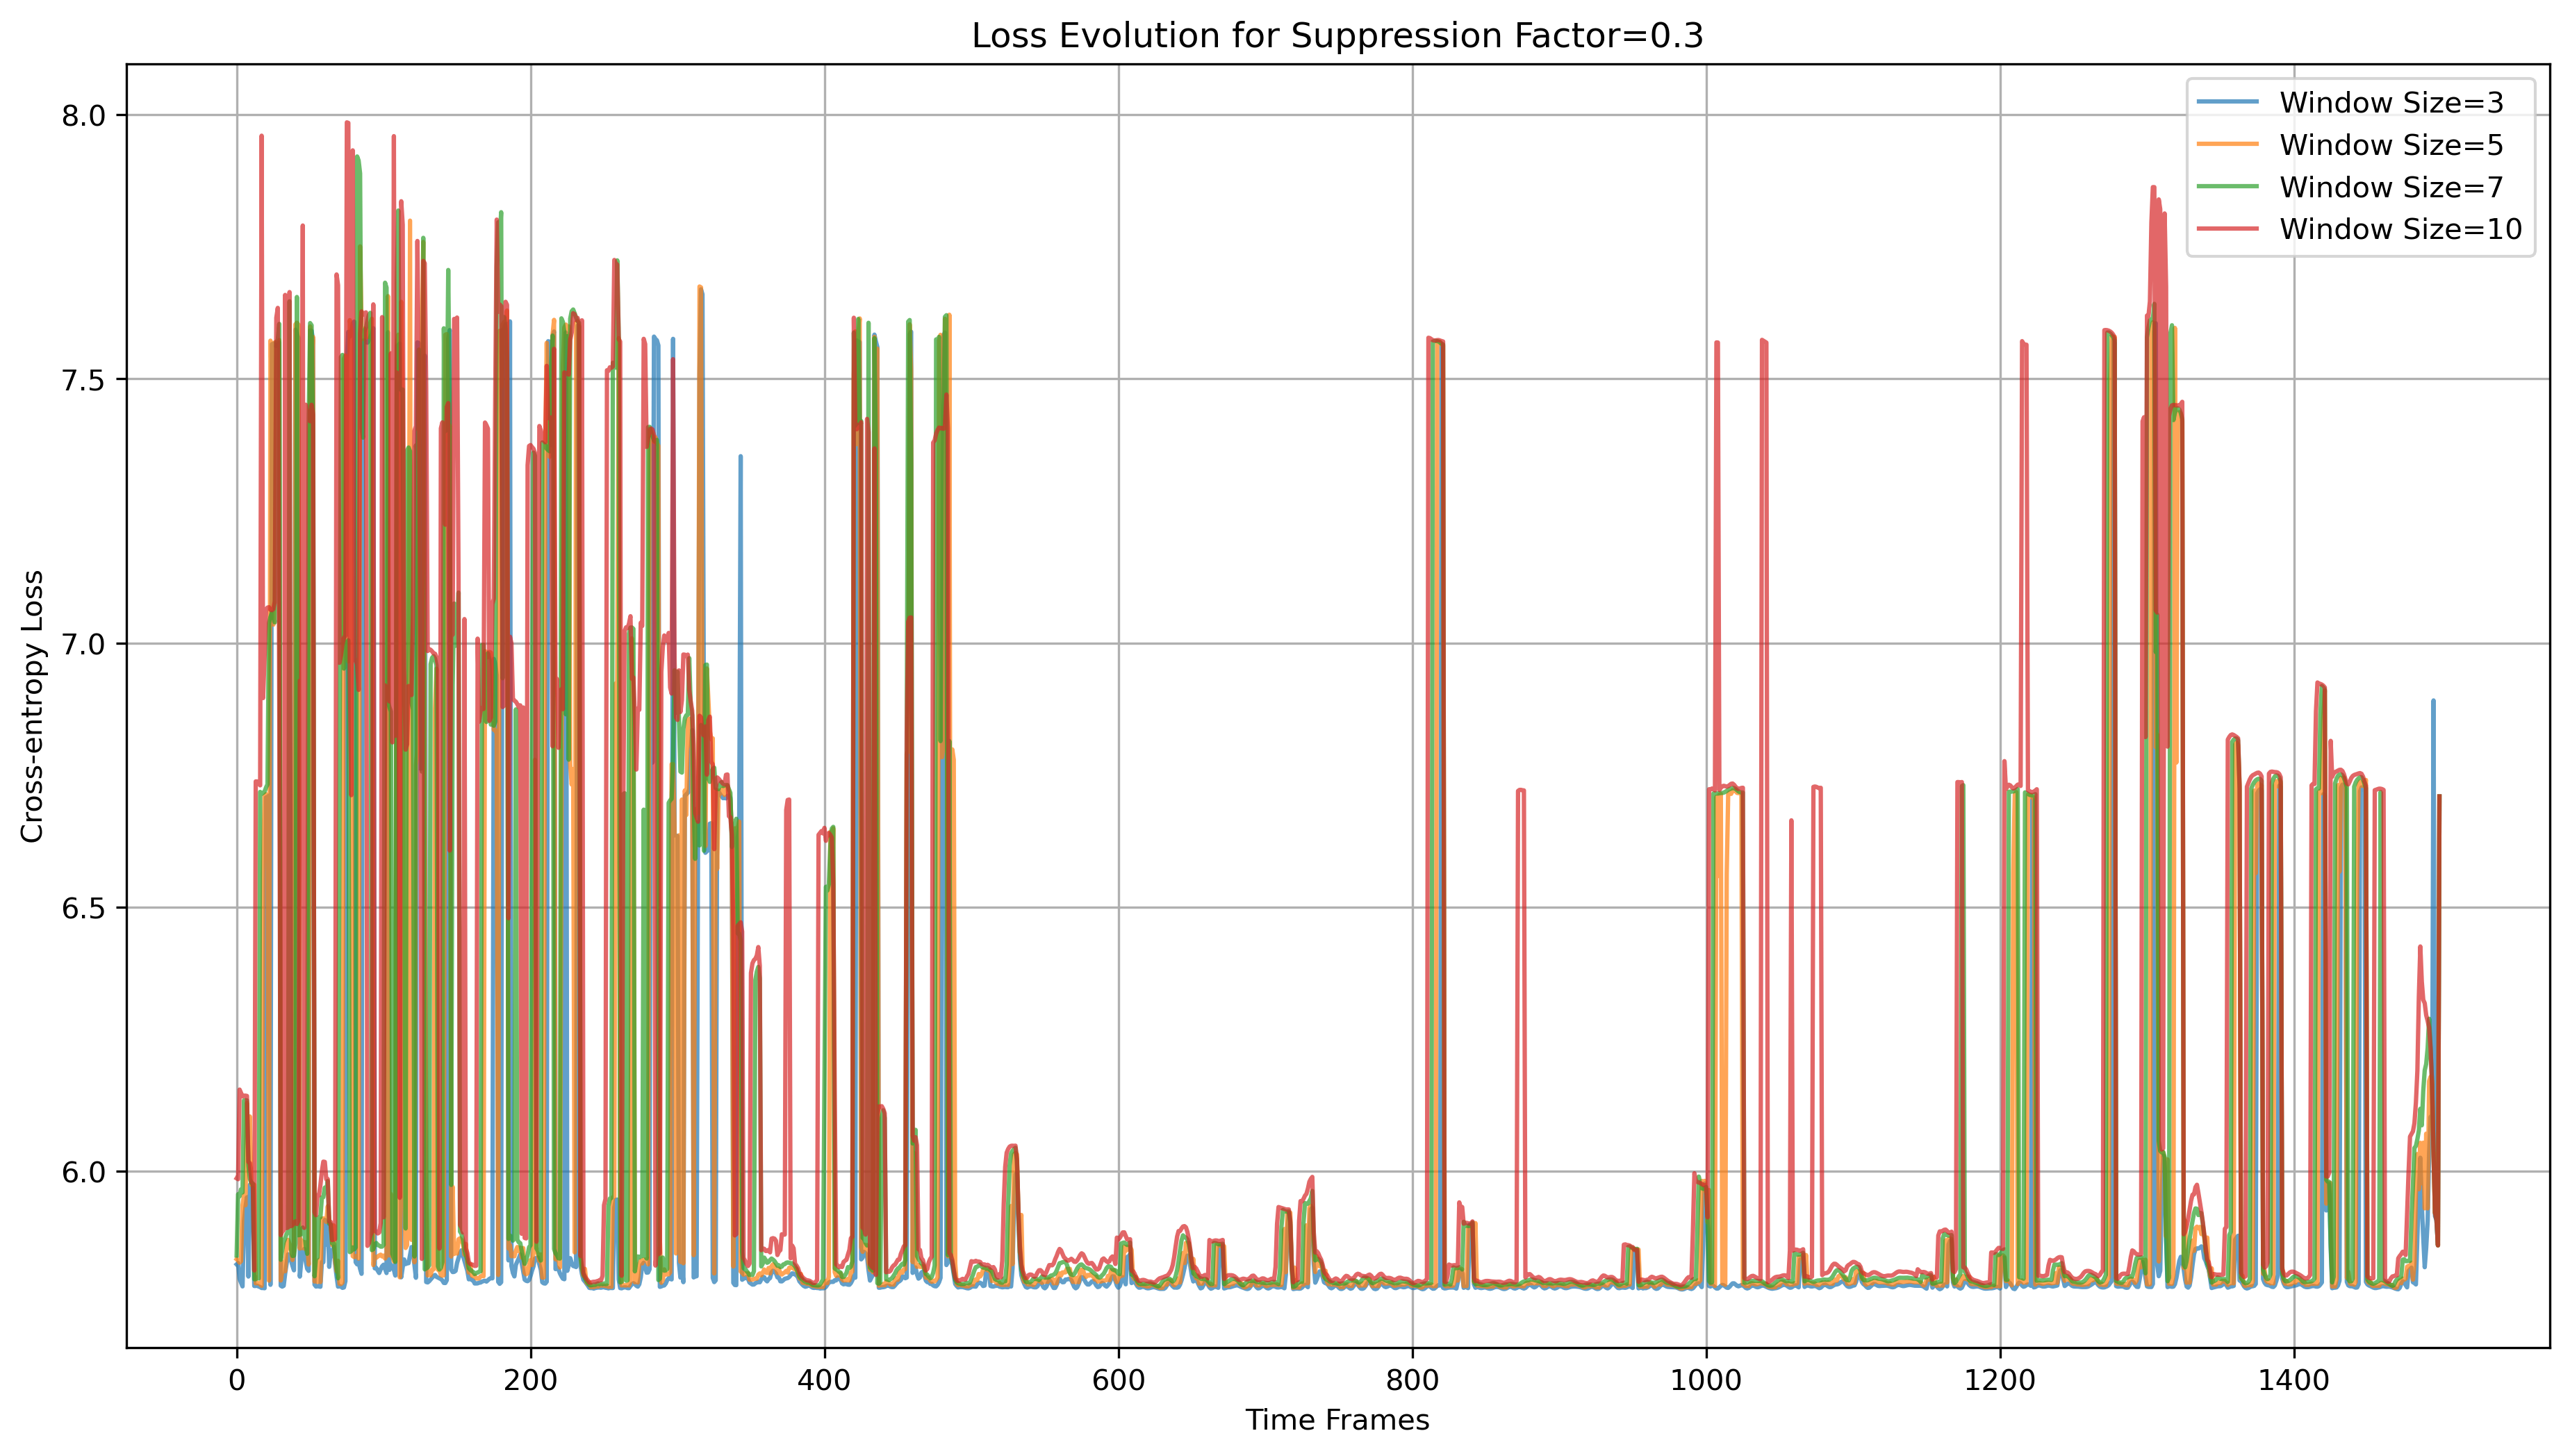 Loss Evolution for Suppression Factor=0.3
Window Size=3
Window Size=5
Window Size=7
Window Size=10
Cross-entropy Loss
8.0
7.5
7.0
6.5
6.0
0 200 400 600 800 1000 1200 1400
Time Frames